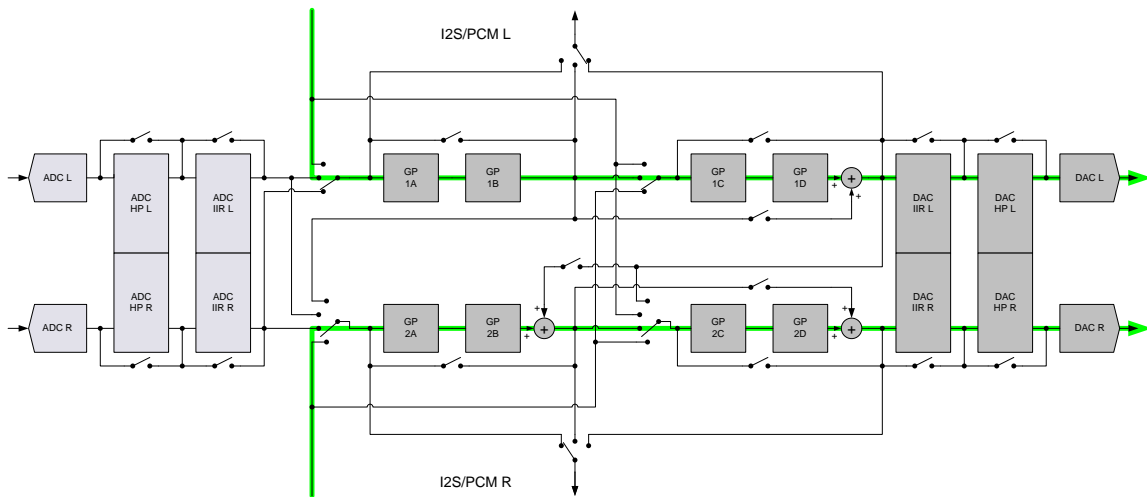 I2S/PCM L
ADC L
ADC
HP L
ADC
IIR L
GP
1A
GP
1B
GP
1C
GP
1D
+
+
+
DAC
IIR L
DAC
HP L
DAC L
ADC R
ADC
HP R
ADC
IIR R
GP
2A
GP
2B
+
+
+
GP
2C
GP
2D
+
+
+
DAC
IIR R
DAC
HP R
DAC R
I2S/PCM R